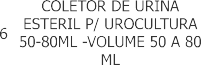 COLETOR DE URINA
ESTERIL P/ UROCULTURA
6 50-80ML -VOLUME 50 A 80
ML